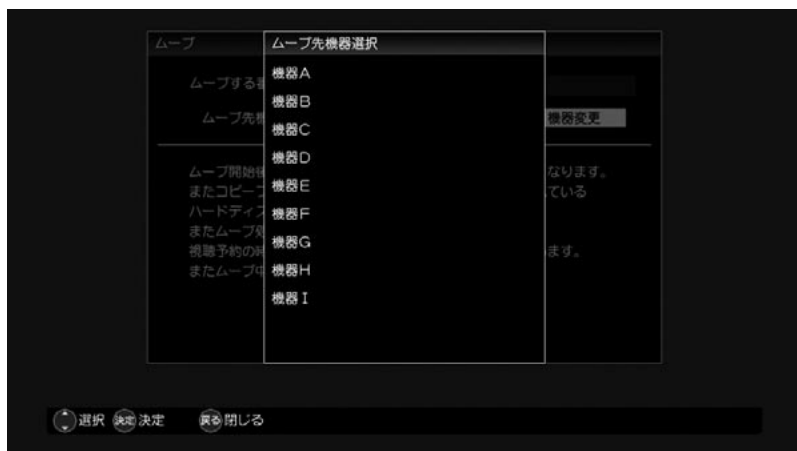 ムーブ
ムーブ先機器選択
機器A
機器B
機器C
機器D
機器E
機器F
機器G
機器H
機器I
ムーブする
ムーブ先機
機器変更
ムーブ開始後
なります。
またコピー
ている
ハードディス
またムーブ処
視聴予約の時
ます。
またムーブ中
選択 決定 決定 戻る 閉じる